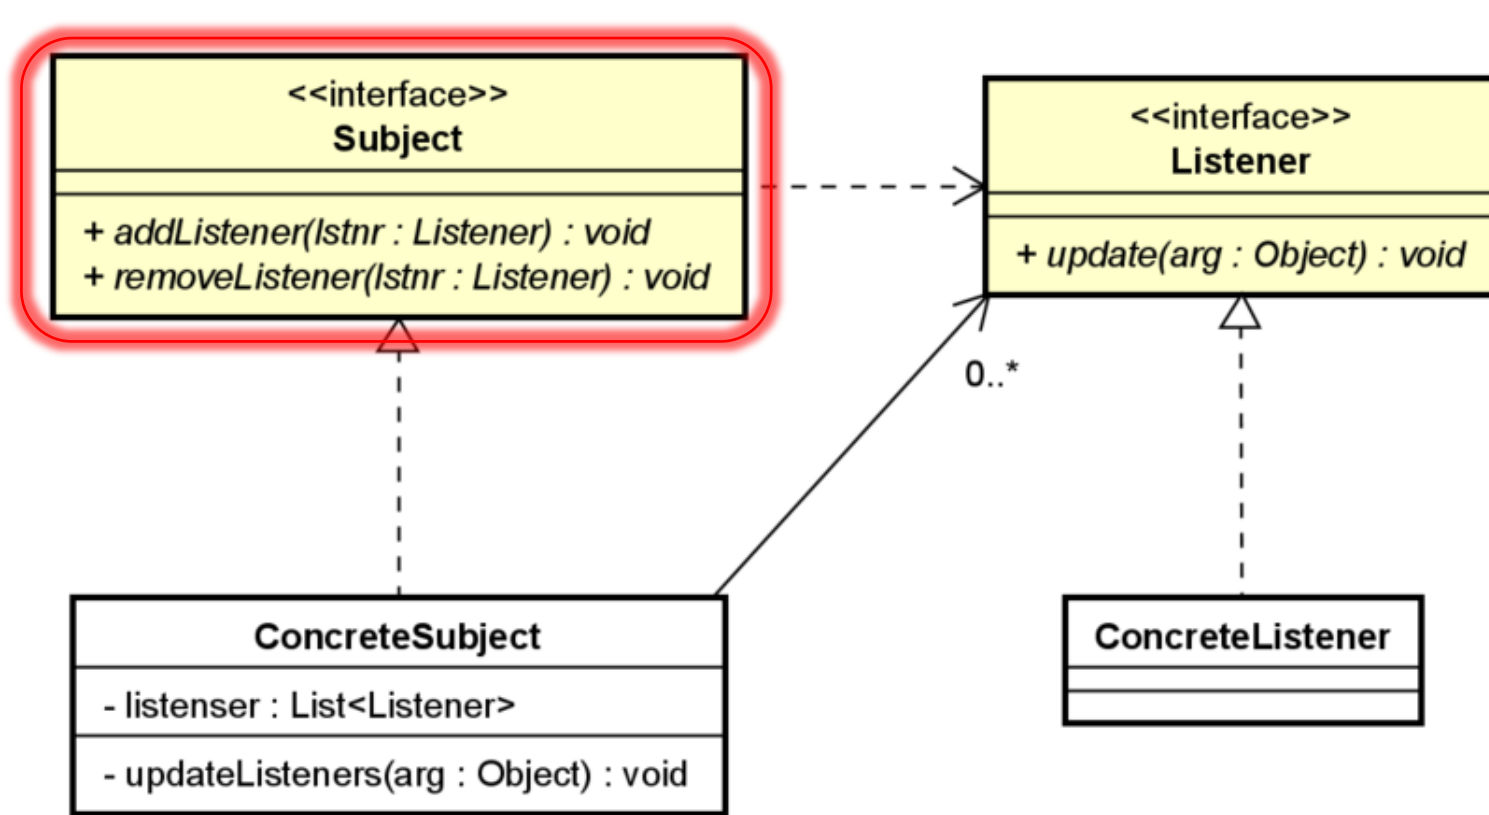 <<interface>>
Subject
+ addListener(lstnr : Listener) : void
+ removeListener(lstnr : Listener) : void
<<interface>>
Listener
+ update(arg : Object) : void
0..*
ConcreteSubject
- listenser : List<Listener>
- updateListeners(arg : Object) : void
ConcreteListener